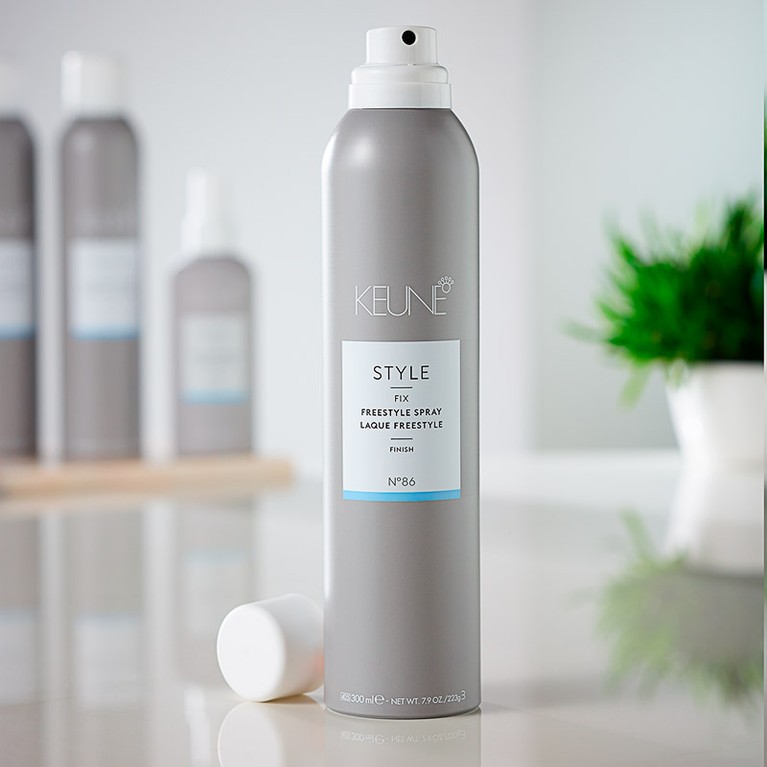 KEUNE
STYLE
FIX
FREESTYLE SPRAY
LAQUE FREESTYLE
FINISH
N°86
300 ml℮ - NET WT. 7.9 OZ./223g